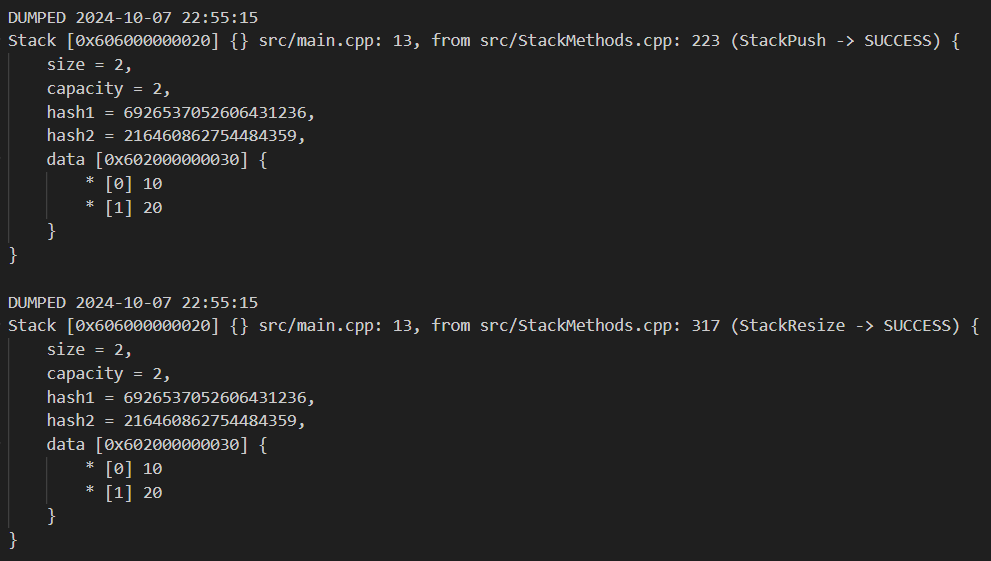 DUMPED 2024-10-07 22:55:15
Stack [0x606000000020] {} src/main.cpp: 13, from src/StackMethods.cpp: 223 (StackPush -> SUCCESS) {
    size = 2,
    capacity = 2,
    hash1 = 6926537052606431236,
    hash2 = 216460862754484359,
    data [0x602000000030] {
        * [0] 10
        * [1] 20
    }
}

DUMPED 2024-10-07 22:55:15
Stack [0x606000000020] {} src/main.cpp: 13, from src/StackMethods.cpp: 317 (StackResize -> SUCCESS) {
    size = 2,
    capacity = 2,
    hash1 = 6926537052606431236,
    hash2 = 216460862754484359,
    data [0x602000000030] {
        * [0] 10
        * [1] 20
    }
}